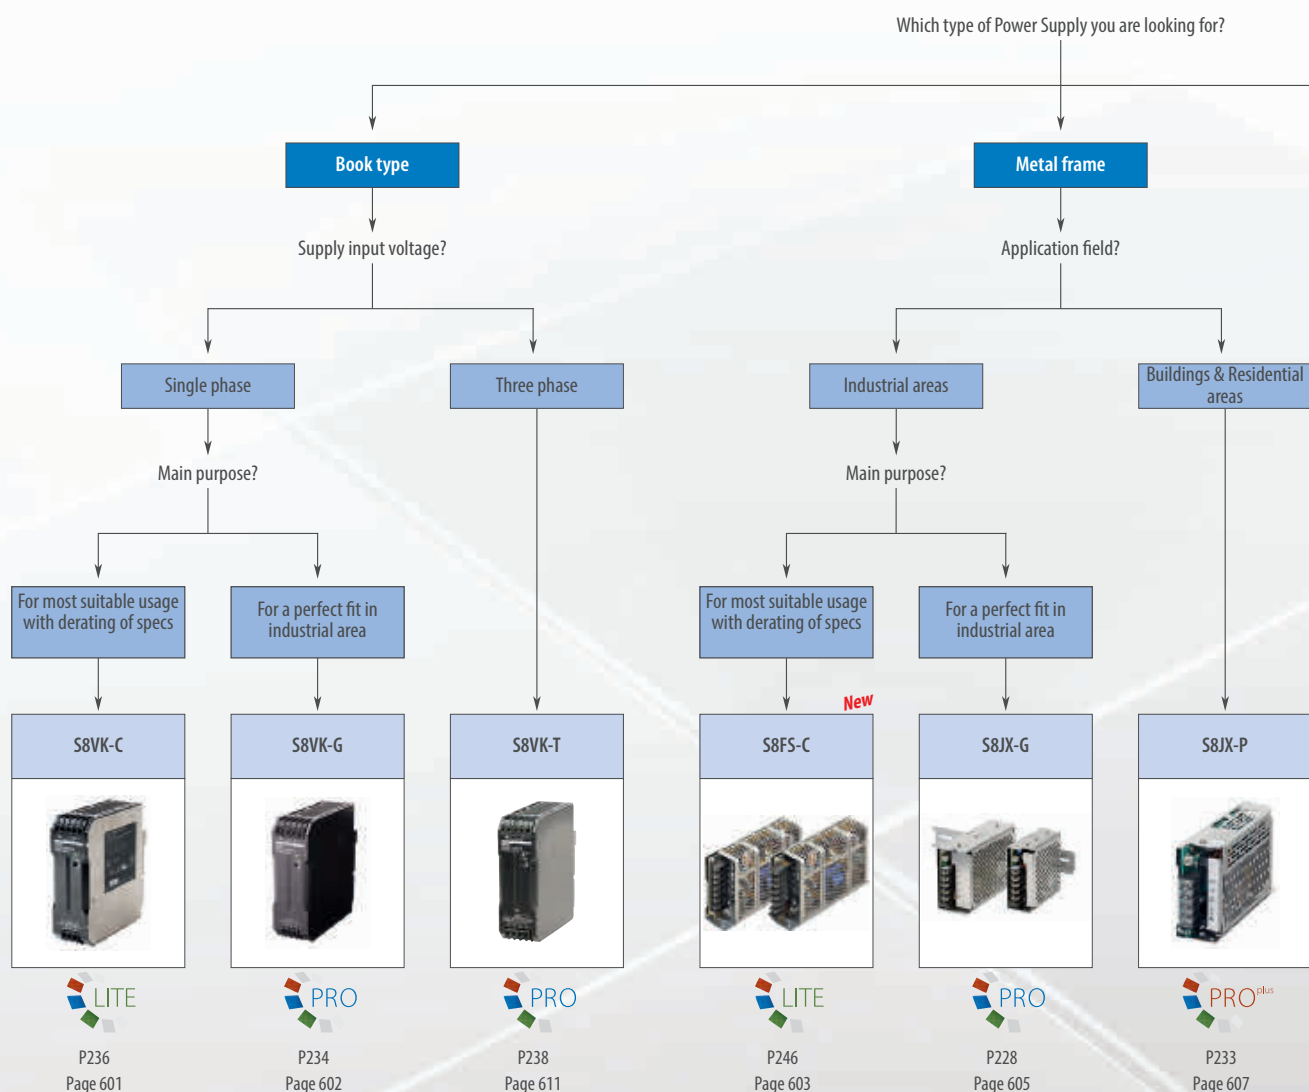 Which type of Power Supply you are looking for?
Book type
Metal frame
Supply input voltage?
Application field?
Single phase
Three phase
Industrial areas
Buildings & Residential
areas
Main purpose?
Main purpose?
For most suitable usage
with derating of specs
For a perfect fit in
industrial area
For most suitable usage
with derating of specs
For a perfect fit in
industrial area
New
S8VK-C
S8VK-G
S8VK-T
S8FS-C
S8JX-G
S8JX-P
LITE
PRO
PRO
LITE
PRO
PRO plus
P236
P234
P238
P246
P228
P233
Page 601
Page 602
Page 611
Page 603
Page 605
Page 607